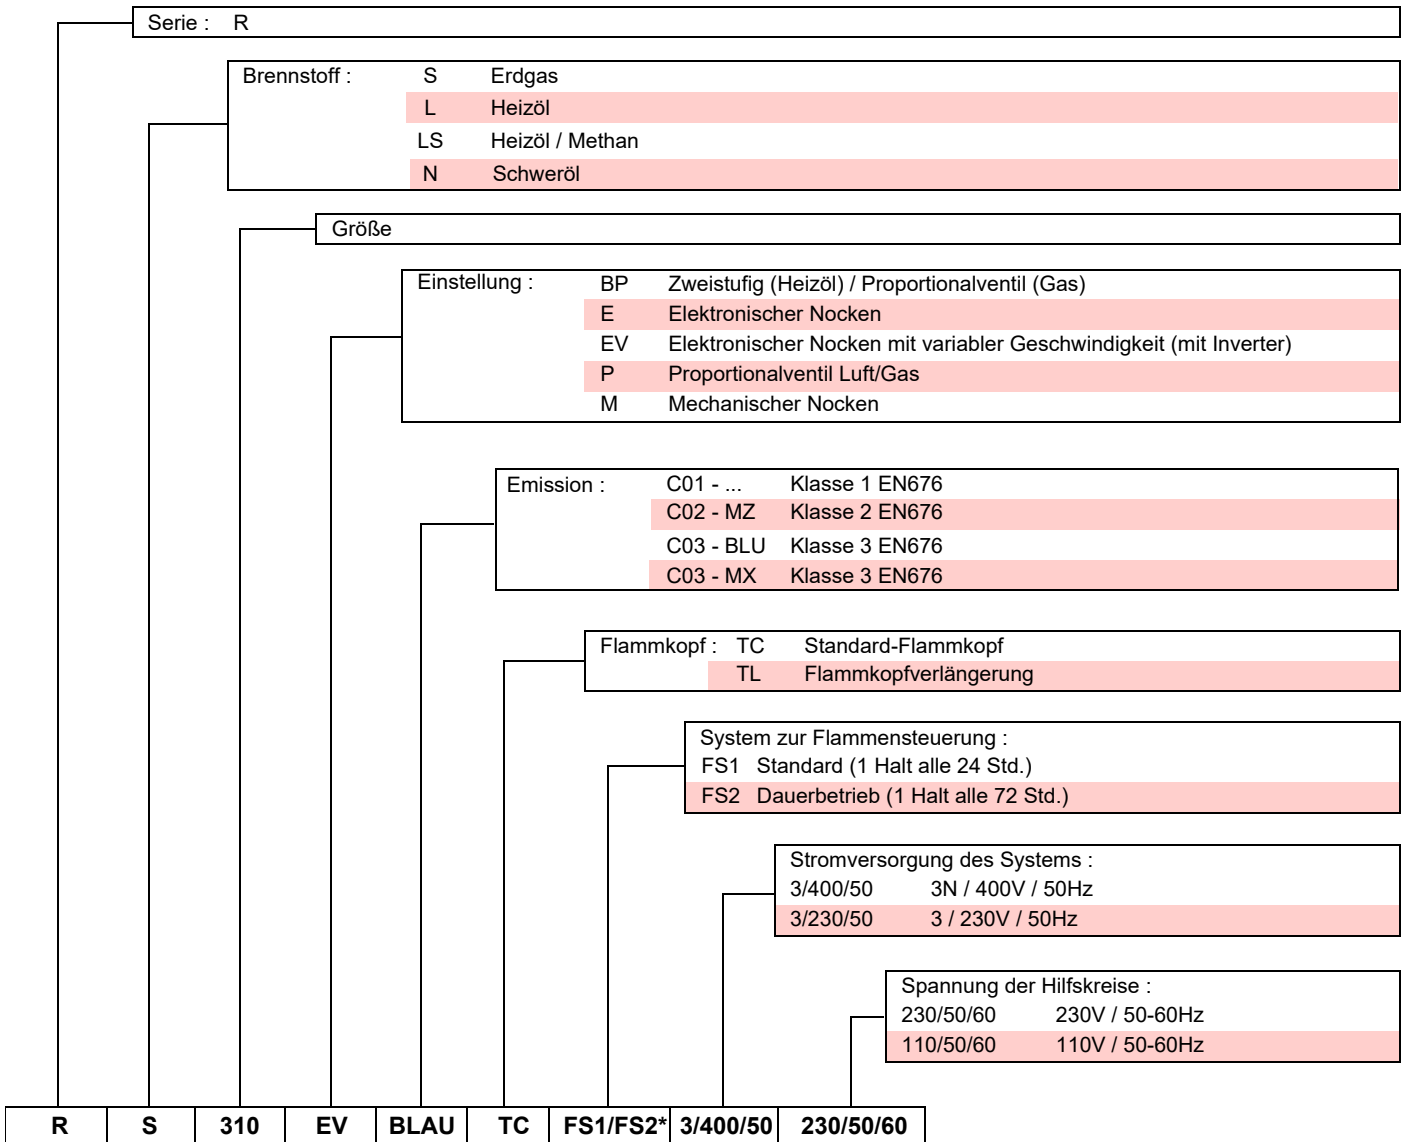 Serie : R
Brennstoff : S Erdgas
L Heizöl
LS Heizöl / Methan
N Schweröl
Größe
Einstellung : BP Zweistufig (Heizöl) / Proportionalventil (Gas)
E Elektronischer Nocken
EV Elektronischer Nocken mit variabler Geschwindigkeit (mit Inverter)
P Proportionalventil Luft/Gas
M Mechanischer Nocken
Emission : C01 - ... Klasse 1 EN676
C02 - MZ Klasse 2 EN676
C03 - BLU Klasse 3 EN676
C03 - MX Klasse 3 EN676
Flammkopf : TC Standard-Flammkopf
TL Flammkopfverlängerung
System zur Flammensteuerung :
FS1 Standard (1 Halt alle 24 Std.)
FS2 Dauerbetrieb (1 Halt alle 72 Std.)
Stromversorgung des Systems :
3/400/50 3N / 400V / 50Hz
3/230/50 3 / 230V / 50Hz
Spannung der Hilfskreise :
230/50/60 230V / 50-60Hz
110/50/60 110V / 50-60Hz
R S 310 EV BLAU TC FS1/FS2* 3/400/50 230/50/60